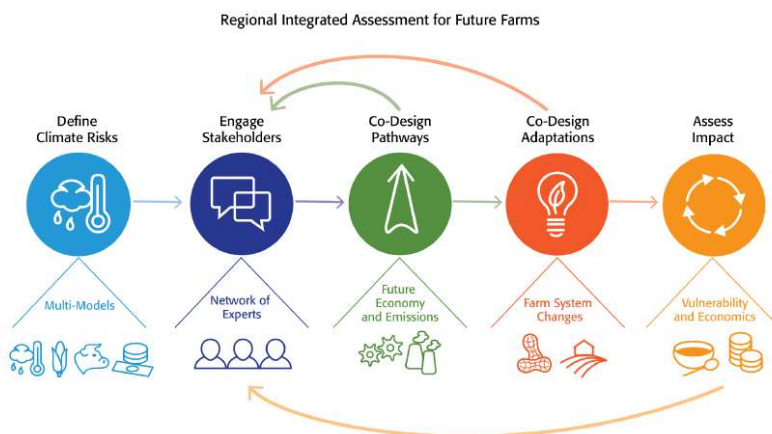 Regional Integrated Assessment for Future Farms
Define
Climate Risks
Engage
Stakeholders
Co-Design
Pathways
Co-Design
Adaptations
Assess
Impact
Multi-Models
Network of
Experts
Future
Economy
and Emissions
Farm System
Changes
Vulnerability
and Economics